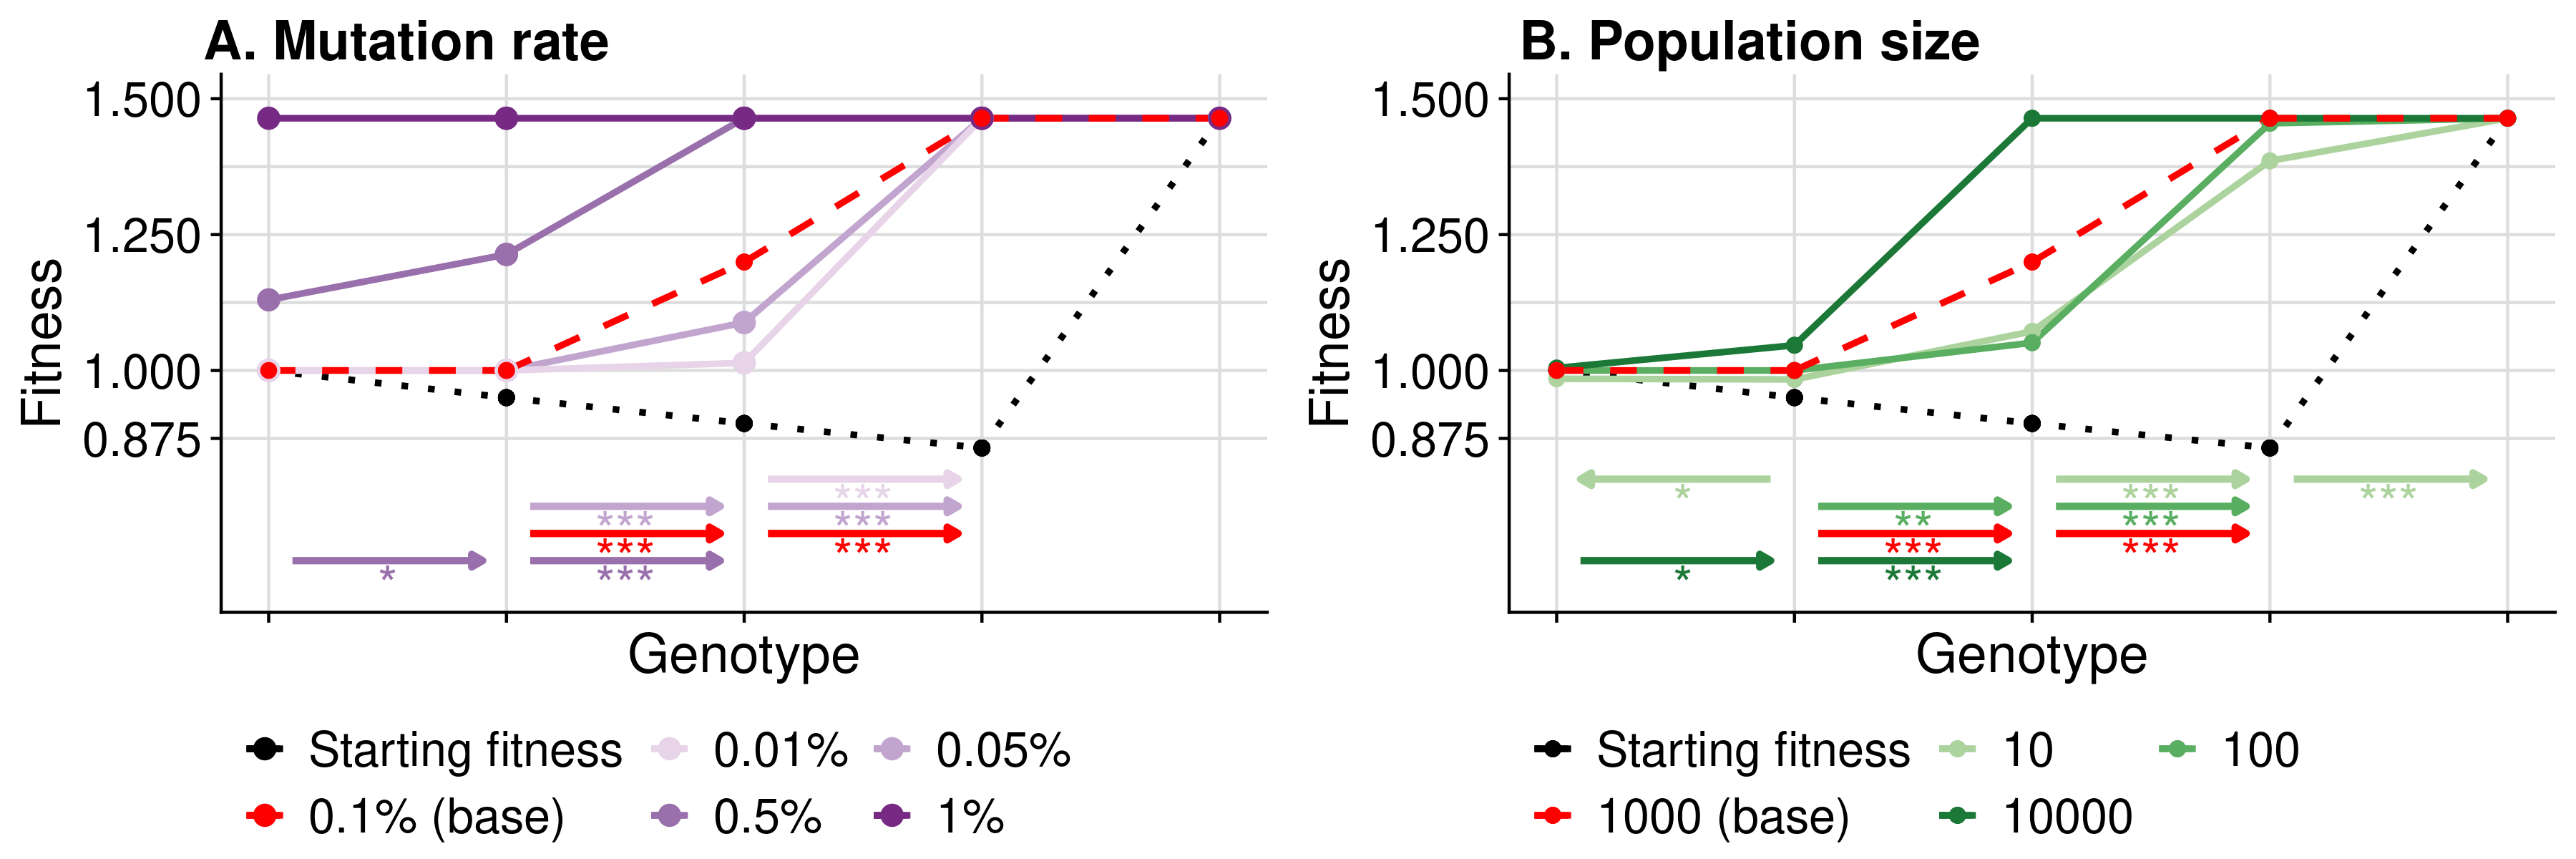 A. Mutation rate
1.500
1.250
1.000
0.875
Fitness
***
*** ***
*** ***
* ***
Genotype
Starting fitness 0.01% 0.05%
0.1% (base) 0.5% 1%
B. Population size
1.500
1.250
1.000
0.875
Fitness
* *** ***
** ***
*** ***
* ***
Genotype
Starting fitness 10 100
1000 (base) 10000